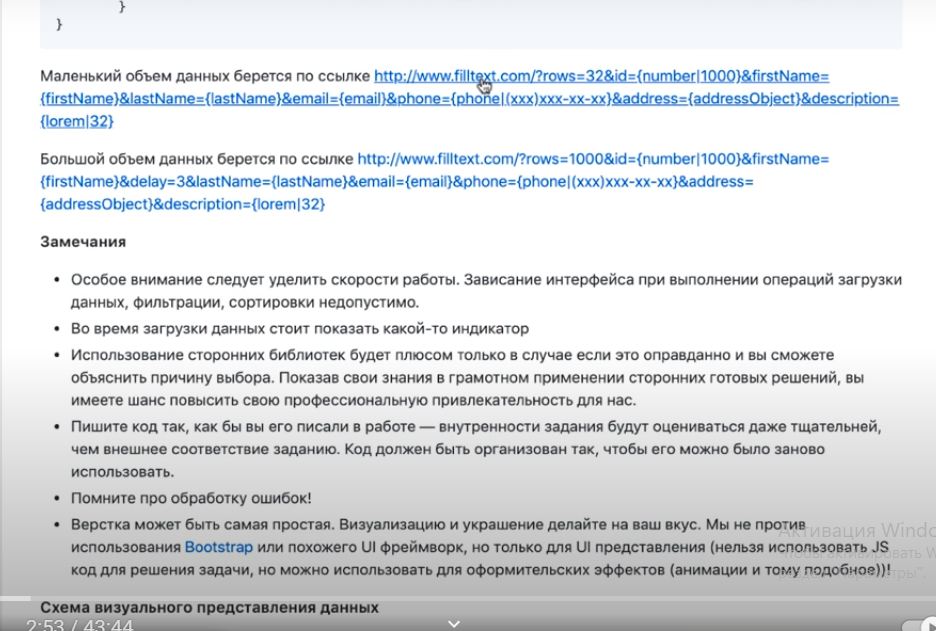 }
}
Маленький объем данных берется по ссылке http://www.filltext.com/?rows=32&id={number|1000}&firstName=
{firstName}&lastName={lastName}&email={email}&phone={phone|(xxx)xxx-xx-xx}&address={addressObject}&description=
{lorem|32}
Большой объем данных берется по ссылке http://www.filltext.com/?rows=1000&id={number|1000}&firstName=
{firstName}&delay=3&lastName={lastName}&email={email}&phone={phone|(xxx)xxx-xx-xx}&address=
{addressObject}&description={lorem|32}
Замечания
• Особое внимание следует уделить скорости работы. Зависание интерфейса при выполнении операций загрузки
данных, фильтрации, сортировки недопустимо.
• Во время загрузки данных стоит показать какой-то индикатор
• Использование сторонних библиотек будет плюсом только в случае если это оправданно и вы сможете
объяснить причину выбора. Показав свои знания в грамотном применении сторонних готовых решений, вы
имеете шанс повысить свою профессиональную привлекательность для нас.
• Пишите код так, как бы вы его писали в работе — внутренности задания будут оцениваться даже тщательней,
чем внешнее соответствие заданию. Код должен быть организован так, чтобы его можно было заново
использовать.
• Помните про обработку ошибок!
• Верстка может быть самая простая. Визуализацию и украшение делайте на ваш вкус. Мы не против
Активация Windo
использования Bootstrap или похожего UI фреймворк, но только для UI представления (нельзя использовать JS
Чтобы активировать W
код для решения задачи, но можно использовать для оформительских эффектов (анимации и тому подобное))!
"Параметры".
Схема визуального представления данных
2:53 / 43:44